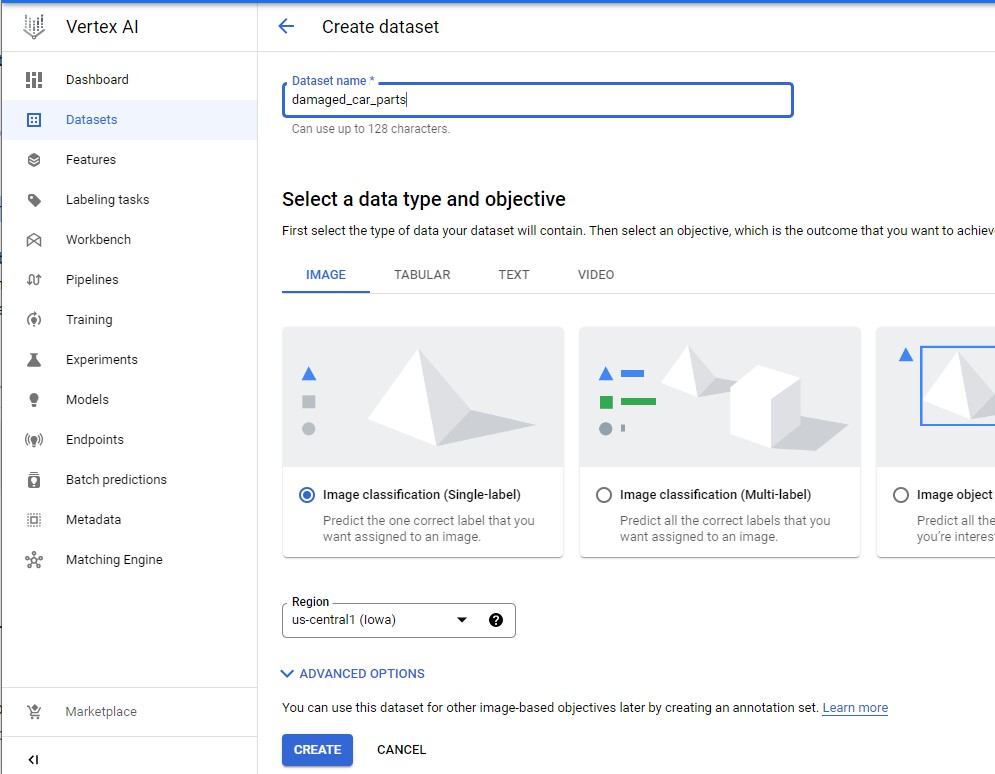 Vertex AI
Create dataset
Dashboard
Datasets
Features
Labeling tasks
Workbench
Pipelines
Training
Experiments
Models
Endpoints
Batch predictions
Metadata
Matching Engine
Marketplace
Dataset name *
damaged_car_parts
Can use up to 128 characters.
Select a data type and objective
First select the type of data your dataset will contain. Then select an objective, which is the outcome that you want to achiev
IMAGE TABULAR TEXT VIDEO
Image classification (Single-label)
Predict the one correct label that you
want assigned to an image.
Image classification (Multi-label)
Predict all the correct labels that you
want assigned to an image.
Image object
Predict all the
you're interes
Region
us-central1 (Iowa)
ADVANCED OPTIONS
You can use this dataset for other image-based objectives later by creating an annotation set. Learn more
CREATE CANCEL